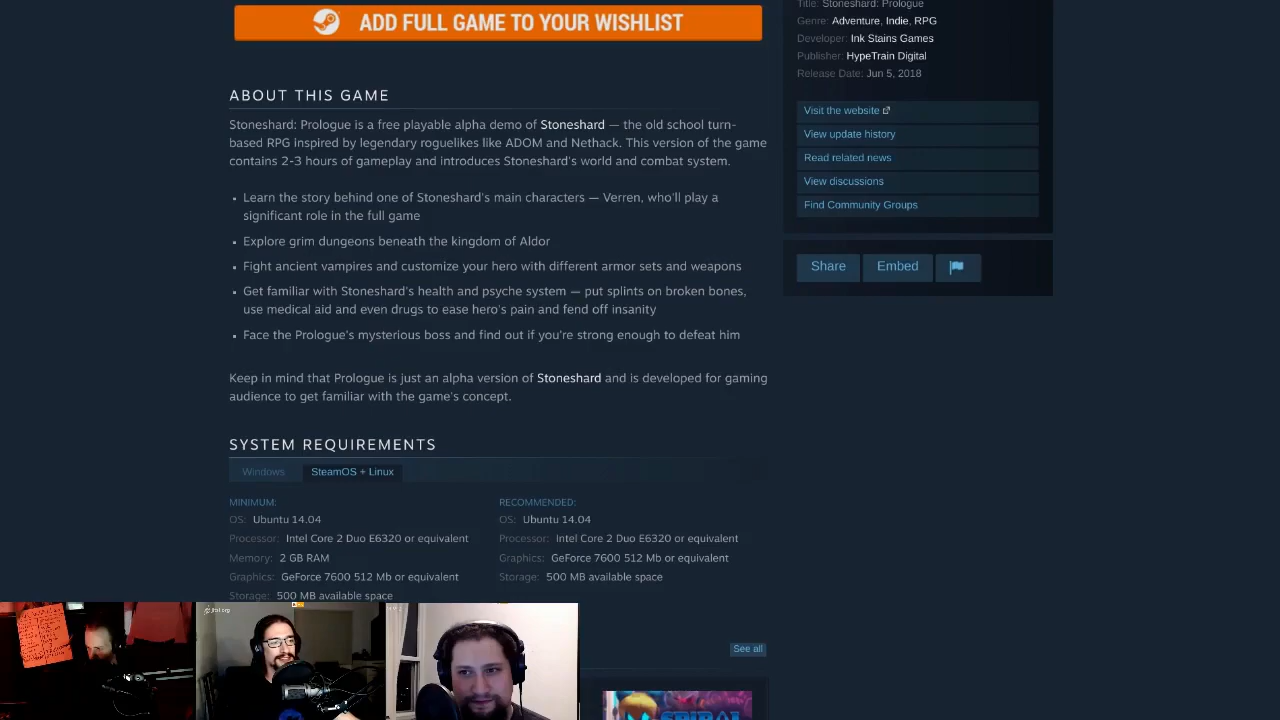 ADD FULL GAME TO YOUR WISHLIST
ABOUT THIS GAME
Stoneshard: Prologue is a free playable alpha demo of Stoneshard — the old school turn-
based RPG inspired by legendary roguelikes like ADOM and Nethack. This version of the game
contains 2-3 hours of gameplay and introduces Stoneshard's world and combat system.
▪ Learn the story behind one of Stoneshard's main characters — Verren, who'll play a
significant role in the full game
▪ Explore grim dungeons beneath the kingdom of Aldor
▪ Fight ancient vampires and customize your hero with different armor sets and weapons
▪ Get familiar with Stoneshard's health and psyche system — put splints on broken bones,
use medical aid and even drugs to ease hero's pain and fend off insanity
▪ Face the Prologue's mysterious boss and find out if you're strong enough to defeat him
Keep in mind that Prologue is just an alpha version of Stoneshard and is developed for gaming
audience to get familiar with the game's concept.
SYSTEM REQUIREMENTS
Windows SteamOS + Linux
MINIMUM:
OS: Ubuntu 14.04
Processor: Intel Core 2 Duo E6320 or equivalent
Memory: 2 GB RAM
Graphics: GeForce 7600 512 Mb or equivalent
Storage: 500 MB available space
RECOMMENDED:
OS: Ubuntu 14.04
Processor: Intel Core 2 Duo E6320 or equivalent
Graphics: GeForce 7600 512 Mb or equivalent
Storage: 500 MB available space
See all
Title: Stoneshard: Prologue
Genre: Adventure, Indie, RPG
Developer: Ink Stains Games
Publisher: HypeTrain Digital
Release Date: Jun 5, 2018
Visit the website
View update history
Read related news
View discussions
Find Community Groups
Share Embed